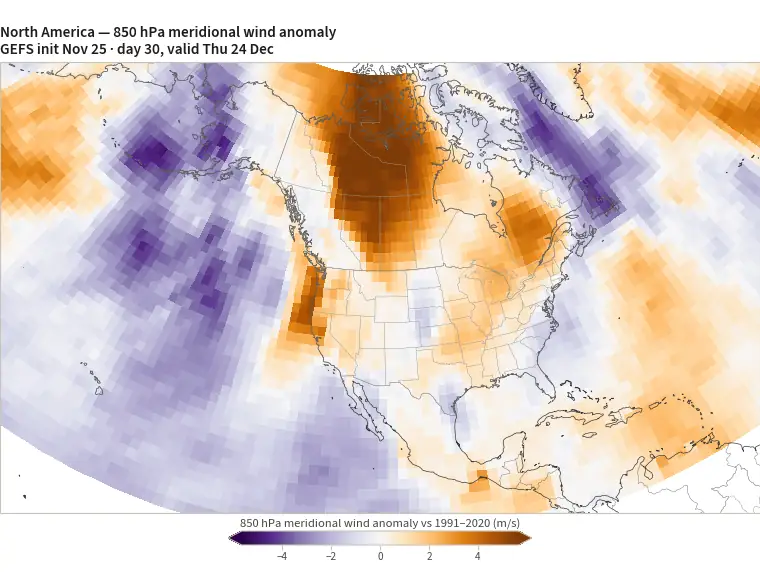 North America — 850 hPa meridional wind anomaly
GEFS init Nov 25 · day 30, valid Thu 24 Dec
850 hPa meridional wind anomaly vs 1991–2020 (m/s)
−4 −2 0 2 4